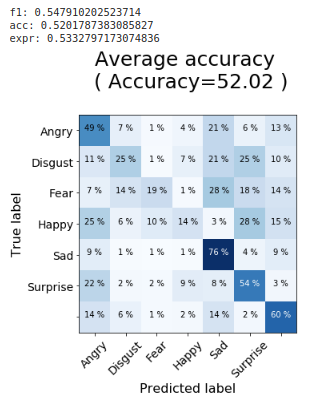 f1: 0.547910202523714
acc: 0.5201787383085827
expr: 0.5332797173074836
Average accuracy
( Accuracy=52.02 )
True label
Angry 49 % 7 % 1 % 4 % 21 % 6 % 13 %
Disgust 11 % 25 % 1 % 7 % 21 % 25 % 10 %
Fear 7 % 14 % 19 % 1 % 28 % 18 % 14 %
Happy 25 % 6 % 10 % 14 % 3 % 28 % 15 %
Sad 9 % 1 % 1 % 1 % 76 % 4 % 9 %
Surprise 22 % 2 % 2 % 9 % 8 % 54 % 3 %
14 % 6 % 1 % 2 % 14 % 2 % 60 %
Angry Disgust Fear Happy Sad Surprise
Predicted label